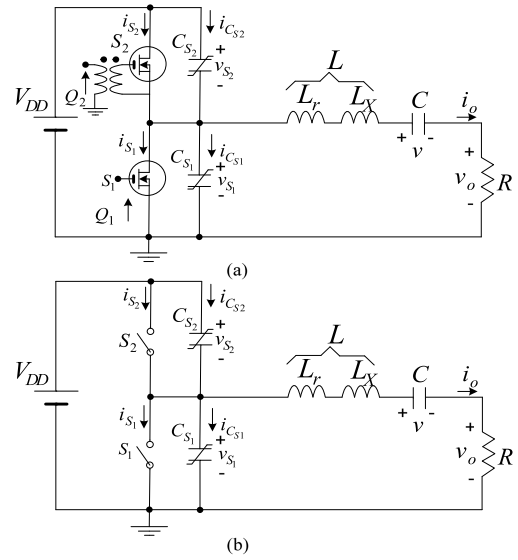 i_{S_2} i_{C_{S2}}
S_2 C_{S_2} + v_{S_2} -
Q_2
V_{DD}
L
L_r L_X C i_o
+ v -
i_{S_1} i_{C_{S1}}
S_1 C_{S_1} + v_{S_1} -
Q_1
+ v_o - R
(a)
i_{S_2} i_{C_{S2}}
S_2 C_{S_2} + v_{S_2} -
V_{DD}
L
L_r L_X C i_o
+ v -
i_{S_1} i_{C_{S1}}
S_1 C_{S_1} + v_{S_1} -
+ v_o - R
(b)